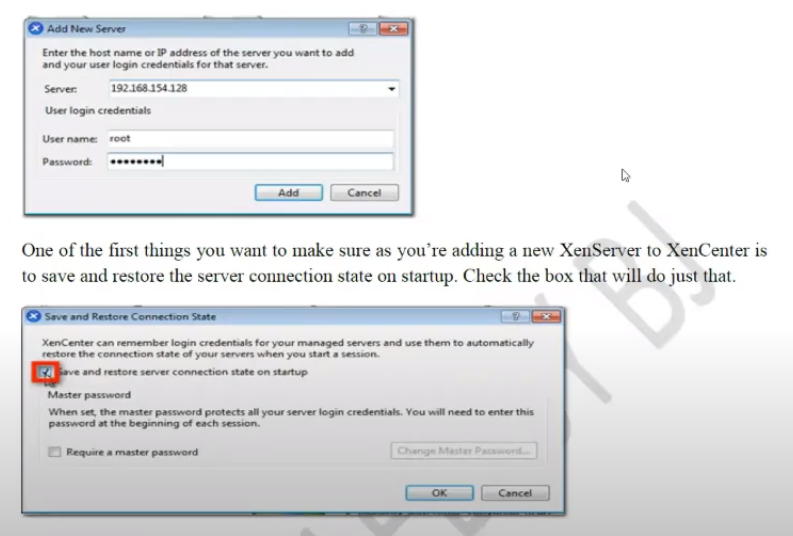 Add New Server
Enter the host name or IP address of the server you want to add
and your user login credentials for that server.
Server: 192.168.154.128
User login credentials
User name: root
Password: ••••••••
Add Cancel
One of the first things you want to make sure as you’re adding a new XenServer to XenCenter is
to save and restore the server connection state on startup. Check the box that will do just that.
Save and Restore Connection State
XenCenter can remember login credentials for your managed servers and use them to automatically
restore the connection state of your servers when you start a session.
Save and restore server connection state on startup
Master password
When set, the master password protects all your server login credentials. You will need to enter this
password at the beginning of each session.
Require a master password
Change Master Password...
OK Cancel
BY BJ